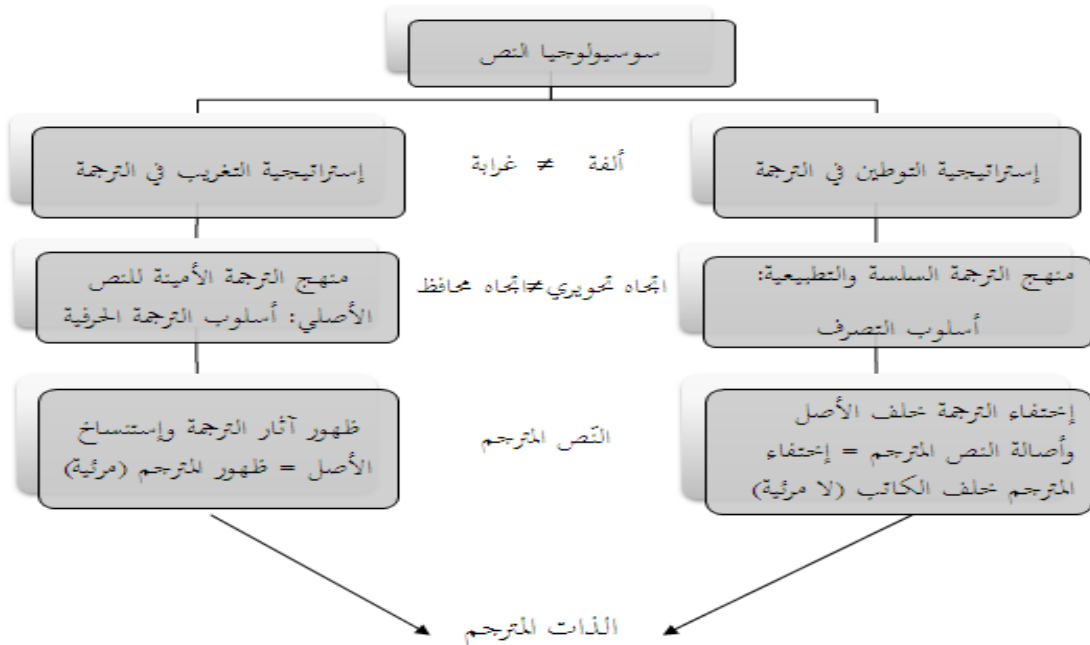 سوسيولوجيا النص
إستراتيجية التوطين في الترجمة
ألفة ≠ غرابة
إستراتيجية التغريب في الترجمة
منهج الترجمة السلسة والتطبيعية:
أسلوب التصرف
اتجاه تحويري≠اتجاه محافظ
منهج الترجمة الأمينة للنص
الأصلي: أسلوب الترجمة الحرفية
إختفاء الترجمة خلف الأصل
وأصالة النص المترجم = إختفاء
المترجم خلف الكاتب (لا مرئية)
النّص المترجم
ظهور آثار الترجمة وإستنساخ
الأصل = ظهور المترجم (مرئية)
الذات المترجم